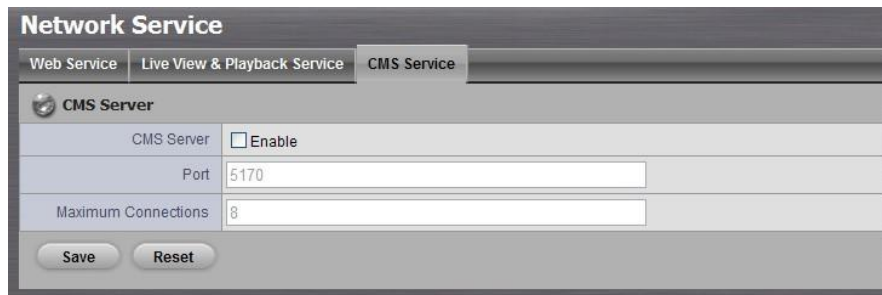 Network Service
Web Service Live View & Playback Service CMS Service
CMS Server
CMS Server Enable
Port 5170
Maximum Connections 8
Save Reset